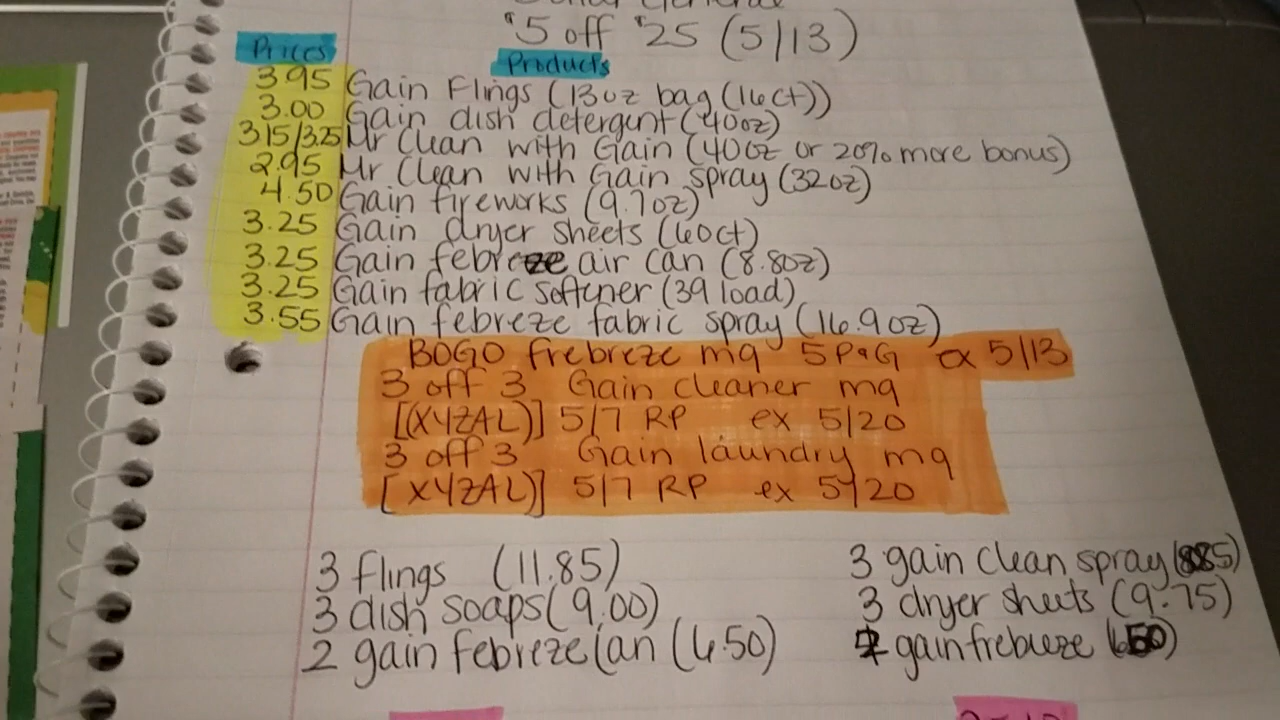 $5 off $25 (5/13)
Prices
Products
3.95 Gain Flings (13oz bag (16ct))
3.00 Gain dish detergent (40oz)
3.15/3.25 Mr Clean with Gain (40oz or 20% more bonus)
2.95 Mr Clean with Gain spray (32oz)
4.50 Gain fireworks (9.7oz)
3.25 Gain dryer sheets (60ct)
3.25 Gain febreze air can (8.8oz)
3.25 Gain fabric softner (39 load)
3.55 Gain febreze fabric spray (16.9oz)
BOGO frebreze mq 5 P&G ex 5/13
3 off 3 Gain cleaner mq
[(XYZAL)] 5/7 RP ex 5/20
3 off 3 Gain laundry mq
[XYZAL)] 5/7 RP ex 5/20
3 flings (11.85)
3 dish soaps (9.00)
2 gain febreze can (6.50)
3 gain clean spray (8.85)
3 dryer sheets (9.75)
2 gain frebreze (6.50)